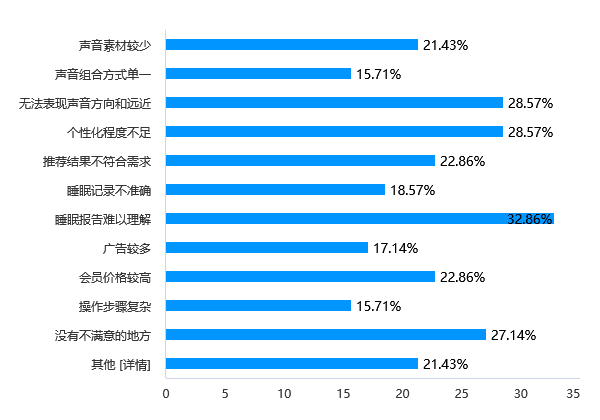 声音素材较少 21.43%
声音组合方式单一 15.71%
无法表现声音方向和远近 28.57%
个性化程度不足 28.57%
推荐结果不符合需求 22.86%
睡眠记录不准确 18.57%
睡眠报告难以理解 32.86%
广告较多 17.14%
会员价格较高 22.86%
操作步骤复杂 15.71%
没有不满意的地方 27.14%
其他 [详情] 21.43%
0 5 10 15 20 25 30 35